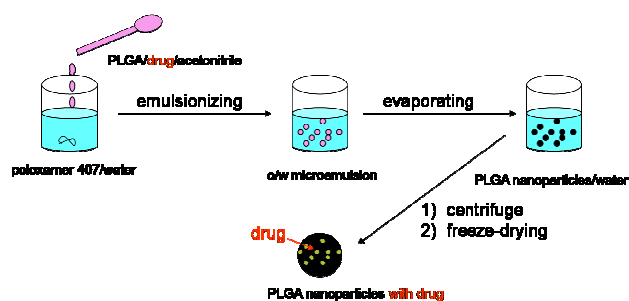 PLGA/drug/acetonitrile
emulsionizing
evaporating
poloxamer 407/water
o/w microemulsion
PLGA nanoparticles/water
1) centrifuge
2) freeze-drying
drug
PLGA nanoparticles with drug